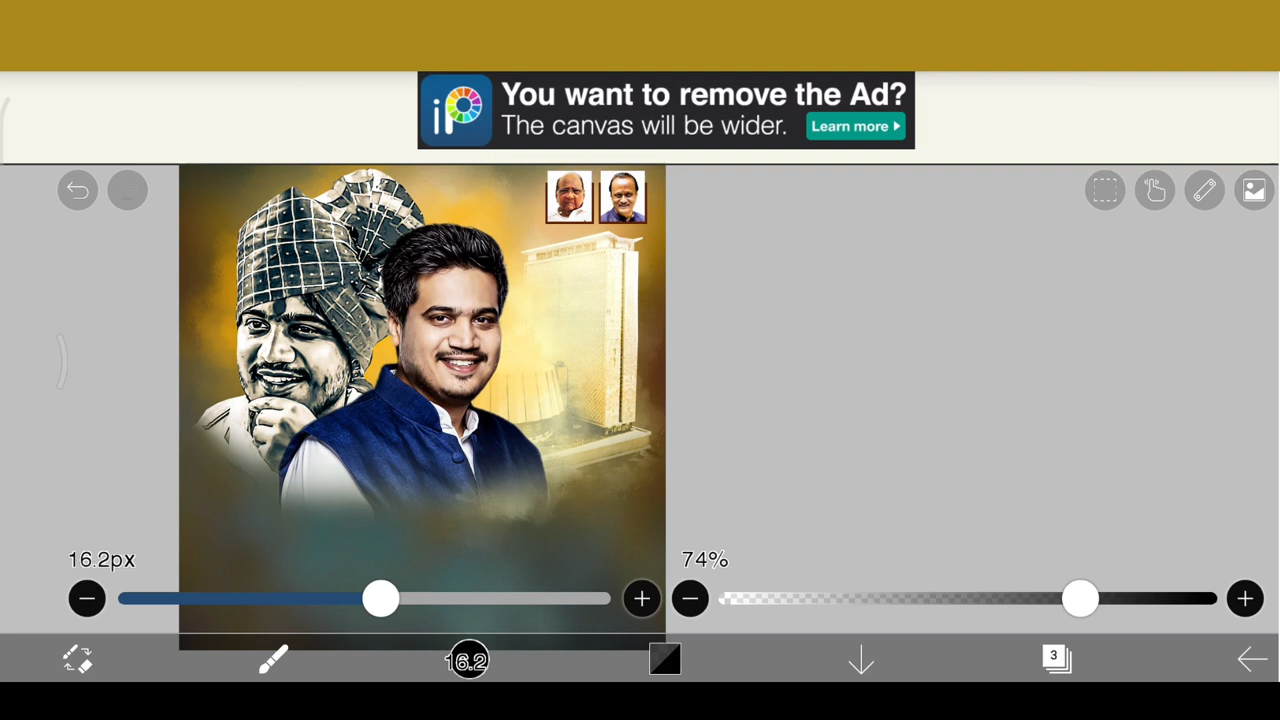 iP
You want to remove the Ad?
The canvas will be wider.
Learn more
16.2px
74%
16.2
3